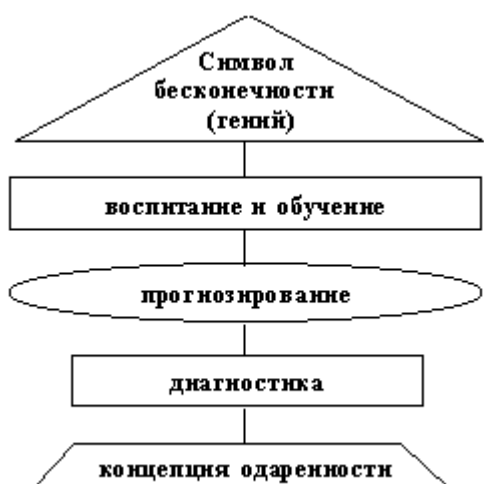 Символ
бесконечности
(гений)
воспитание и обучение
прогнозирование
диагностика
концепция одаренности